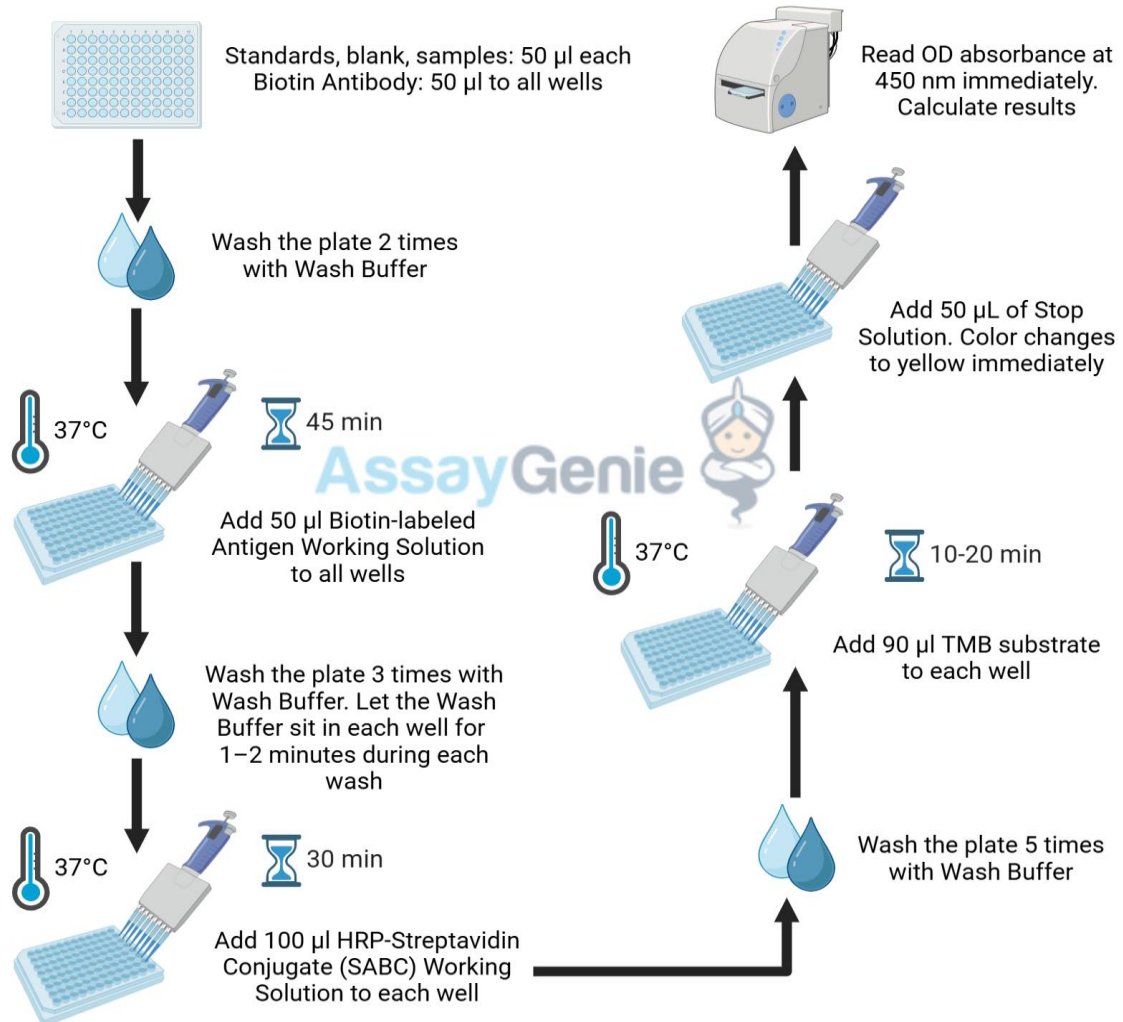 Standards, blank, samples: 50 µl each
Biotin Antibody: 50 µl to all wells
Wash the plate 2 times
with Wash Buffer
37°C
45 min
Add 50 µl Biotin-labeled
Antigen Working Solution
to all wells
Wash the plate 3 times with
Wash Buffer. Let the Wash
Buffer sit in each well for
1–2 minutes during each
wash
37°C
30 min
Add 100 µl HRP-Streptavidin
Conjugate (SABC) Working
Solution to each well
Wash the plate 5 times
with Wash Buffer
37°C
10-20 min
Add 90 µl TMB substrate
to each well
Add 50 µL of Stop
Solution. Color changes
to yellow immediately
Read OD absorbance at
450 nm immediately.
Calculate results
AssayGenie